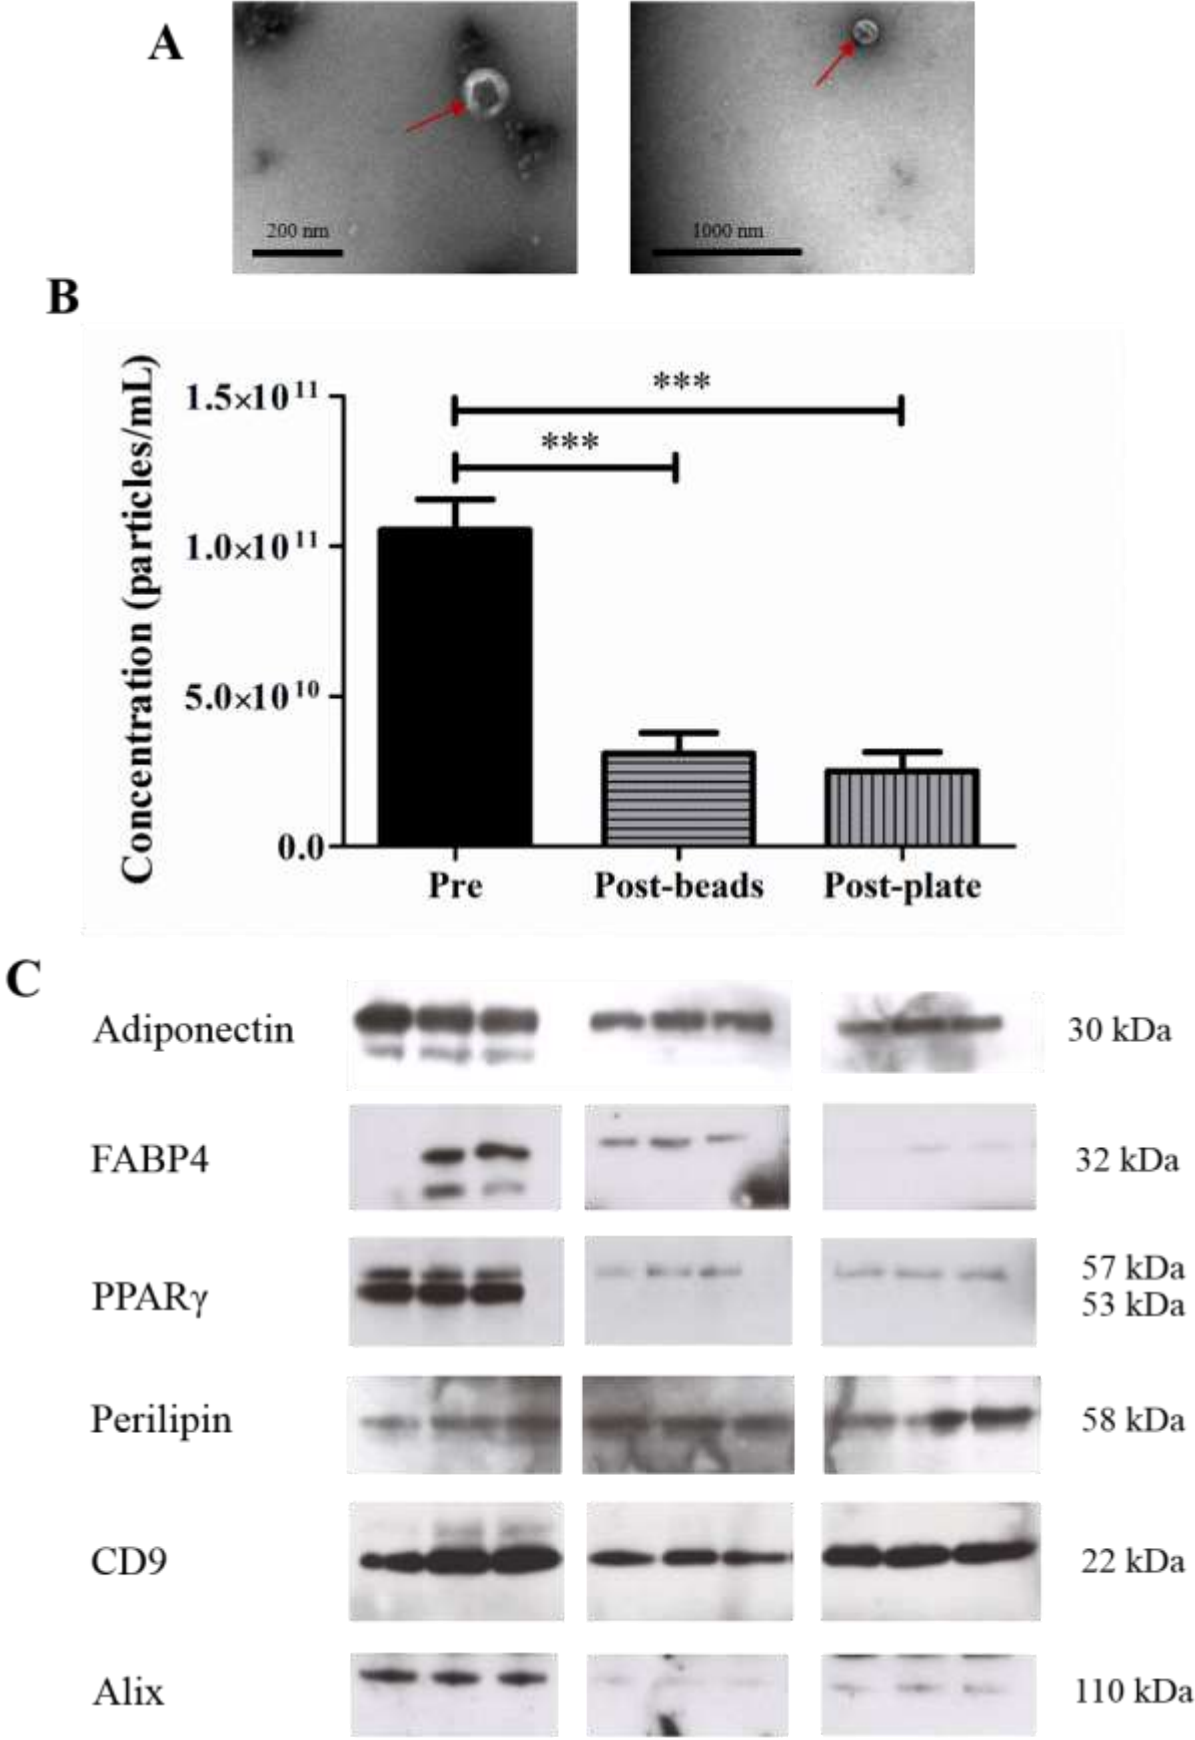 A
200 nm
1000 nm
B
Concentration (particles/mL)
1.5×10¹¹
1.0×10¹¹
5.0×10¹⁰
0.0
***
***
Pre
Post-beads
Post-plate
C
Adiponectin
30 kDa
FABP4
32 kDa
PPARγ
57 kDa
53 kDa
Perilipin
58 kDa
CD9
22 kDa
Alix
110 kDa